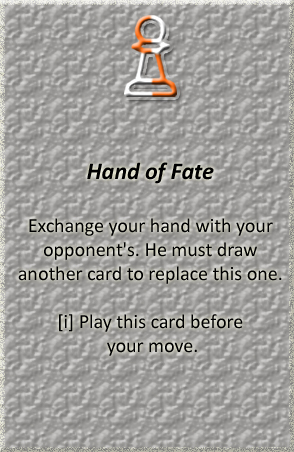 Hand of Fate
Exchange your hand with your
opponent's. He must draw
another card to replace this one.
[i] Play this card before
your move.